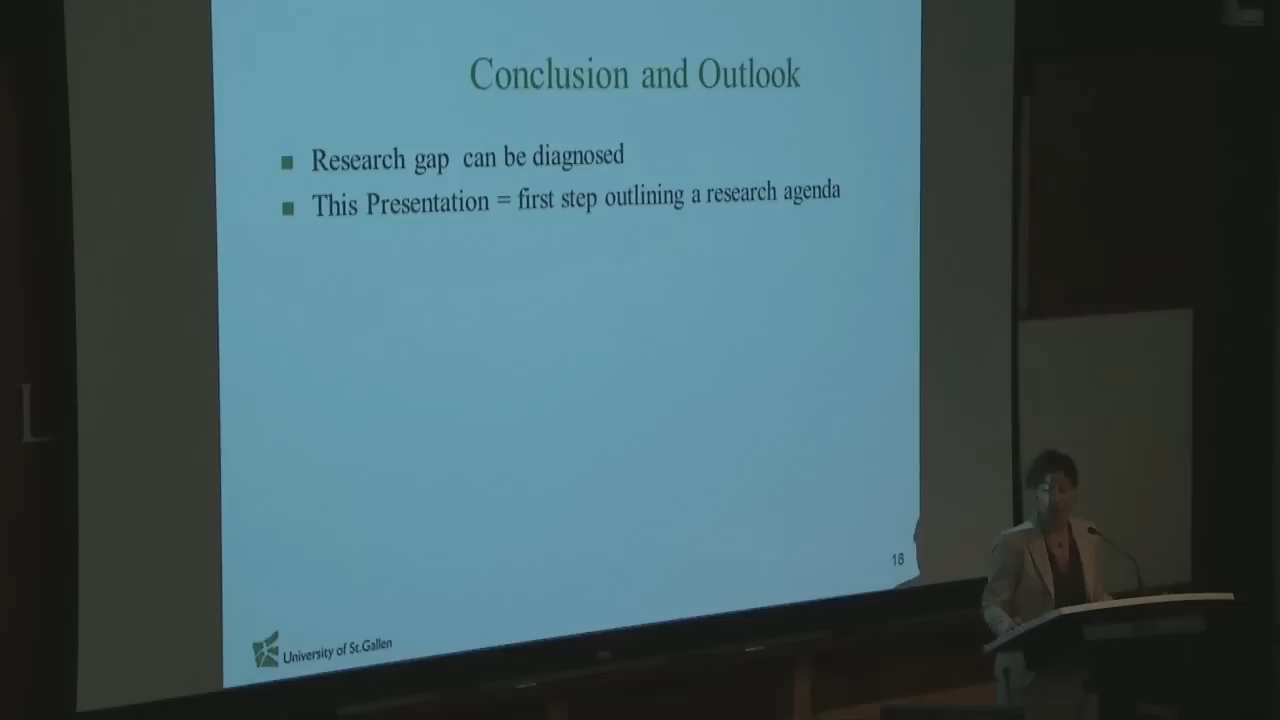 Conclusion and Outlook
Research gap can be diagnosed
This Presentation = first step outlining a research agenda
18
University of St.Gallen